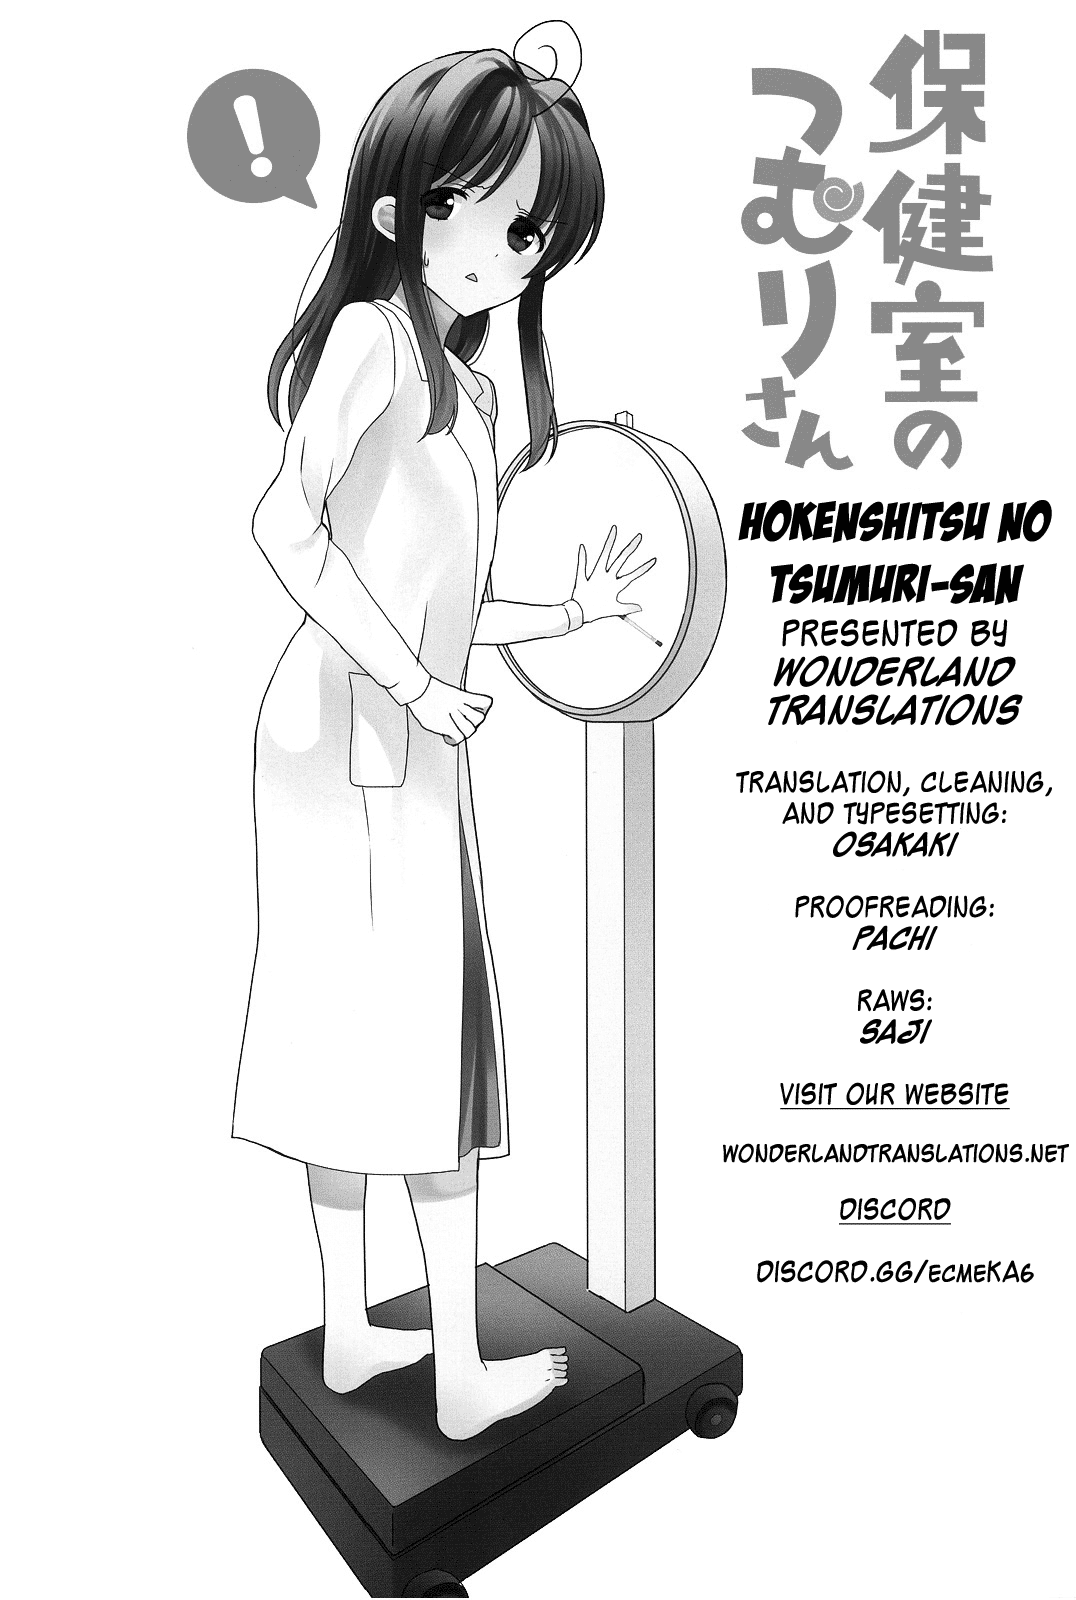 保健室の
つむりさん
!
HOKENSHITSU NO
TSUMURI-SAN
PRESENTED BY
WONDERLAND
TRANSLATIONS
TRANSLATION, CLEANING,
AND TYPESETTING:
OSAKAKI
PROOFREADING:
PACHI
RAWS:
SAJI
VISIT OUR WEBSITE
WONDERLANDTRANSLATIONS.NET
DISCORD
DISCORD.GG/ECMEKA6